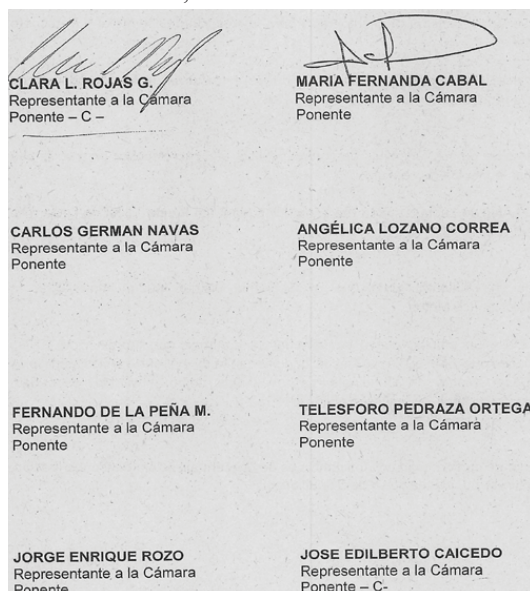 CLARA L. ROJAS G.
Representante a la Cámara
Ponente – C –
MARIA FERNANDA CABAL
Representante a la Cámara
Ponente
CARLOS GERMAN NAVAS
Representante a la Cámara
Ponente
ANGÉLICA LOZANO CORREA
Representante a la Cámara
Ponente
FERNANDO DE LA PEÑA M.
Representante a la Cámara
Ponente
TELESFORO PEDRAZA ORTEGA
Representante a la Cámara
Ponente
JORGE ENRIQUE ROZO
Representante a la Cámara
Ponente
JOSE EDILBERTO CAICEDO
Representante a la Cámara
Ponente – C-